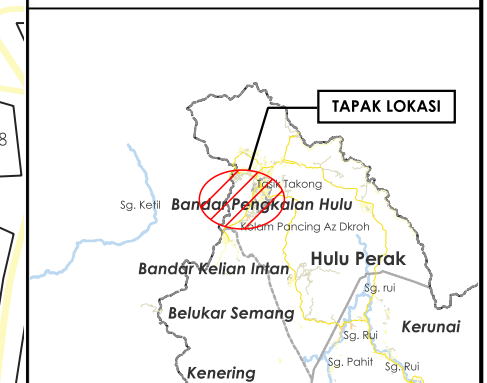 TAPAK LOKASI
8
Tasik Takong
Sg. Ketil
Bandar Pengkalan Hulu
Kolam Pancing Az Dkroh
Hulu Perak
Bandar Kelian Intan
Sg. rui
Belukar Semang
Kerunai
Sg. Rui
Sg. Pahit
Sg. Rui
Kenering